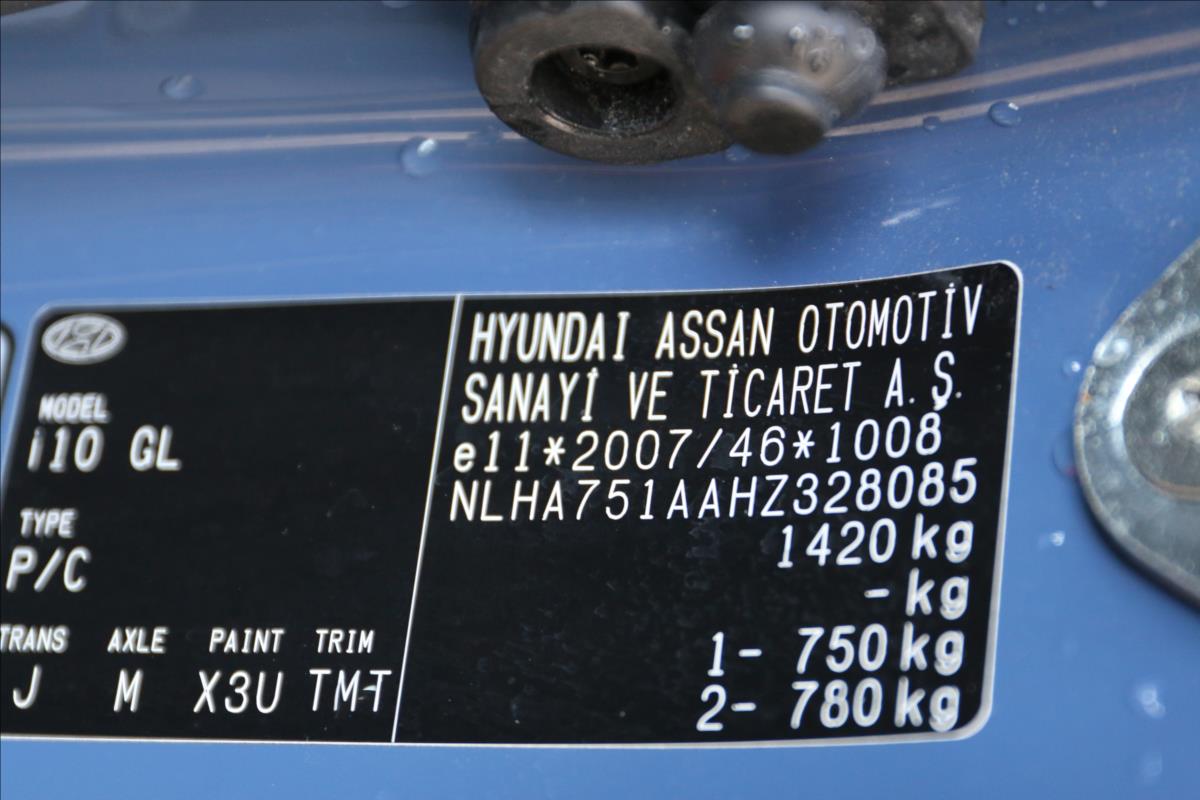 MODEL
i10 GL
TYPE
P/C
TRANS AXLE PAINT TRIM
J M X3U TMT
HYUNDAI ASSAN OTOMOTİV
SANAYİ VE TİCARET A.Ş.
e11*2007/46*1008
NLHA751AAHZ328085
1420 kg
- kg
1- 750 kg
2- 780 kg